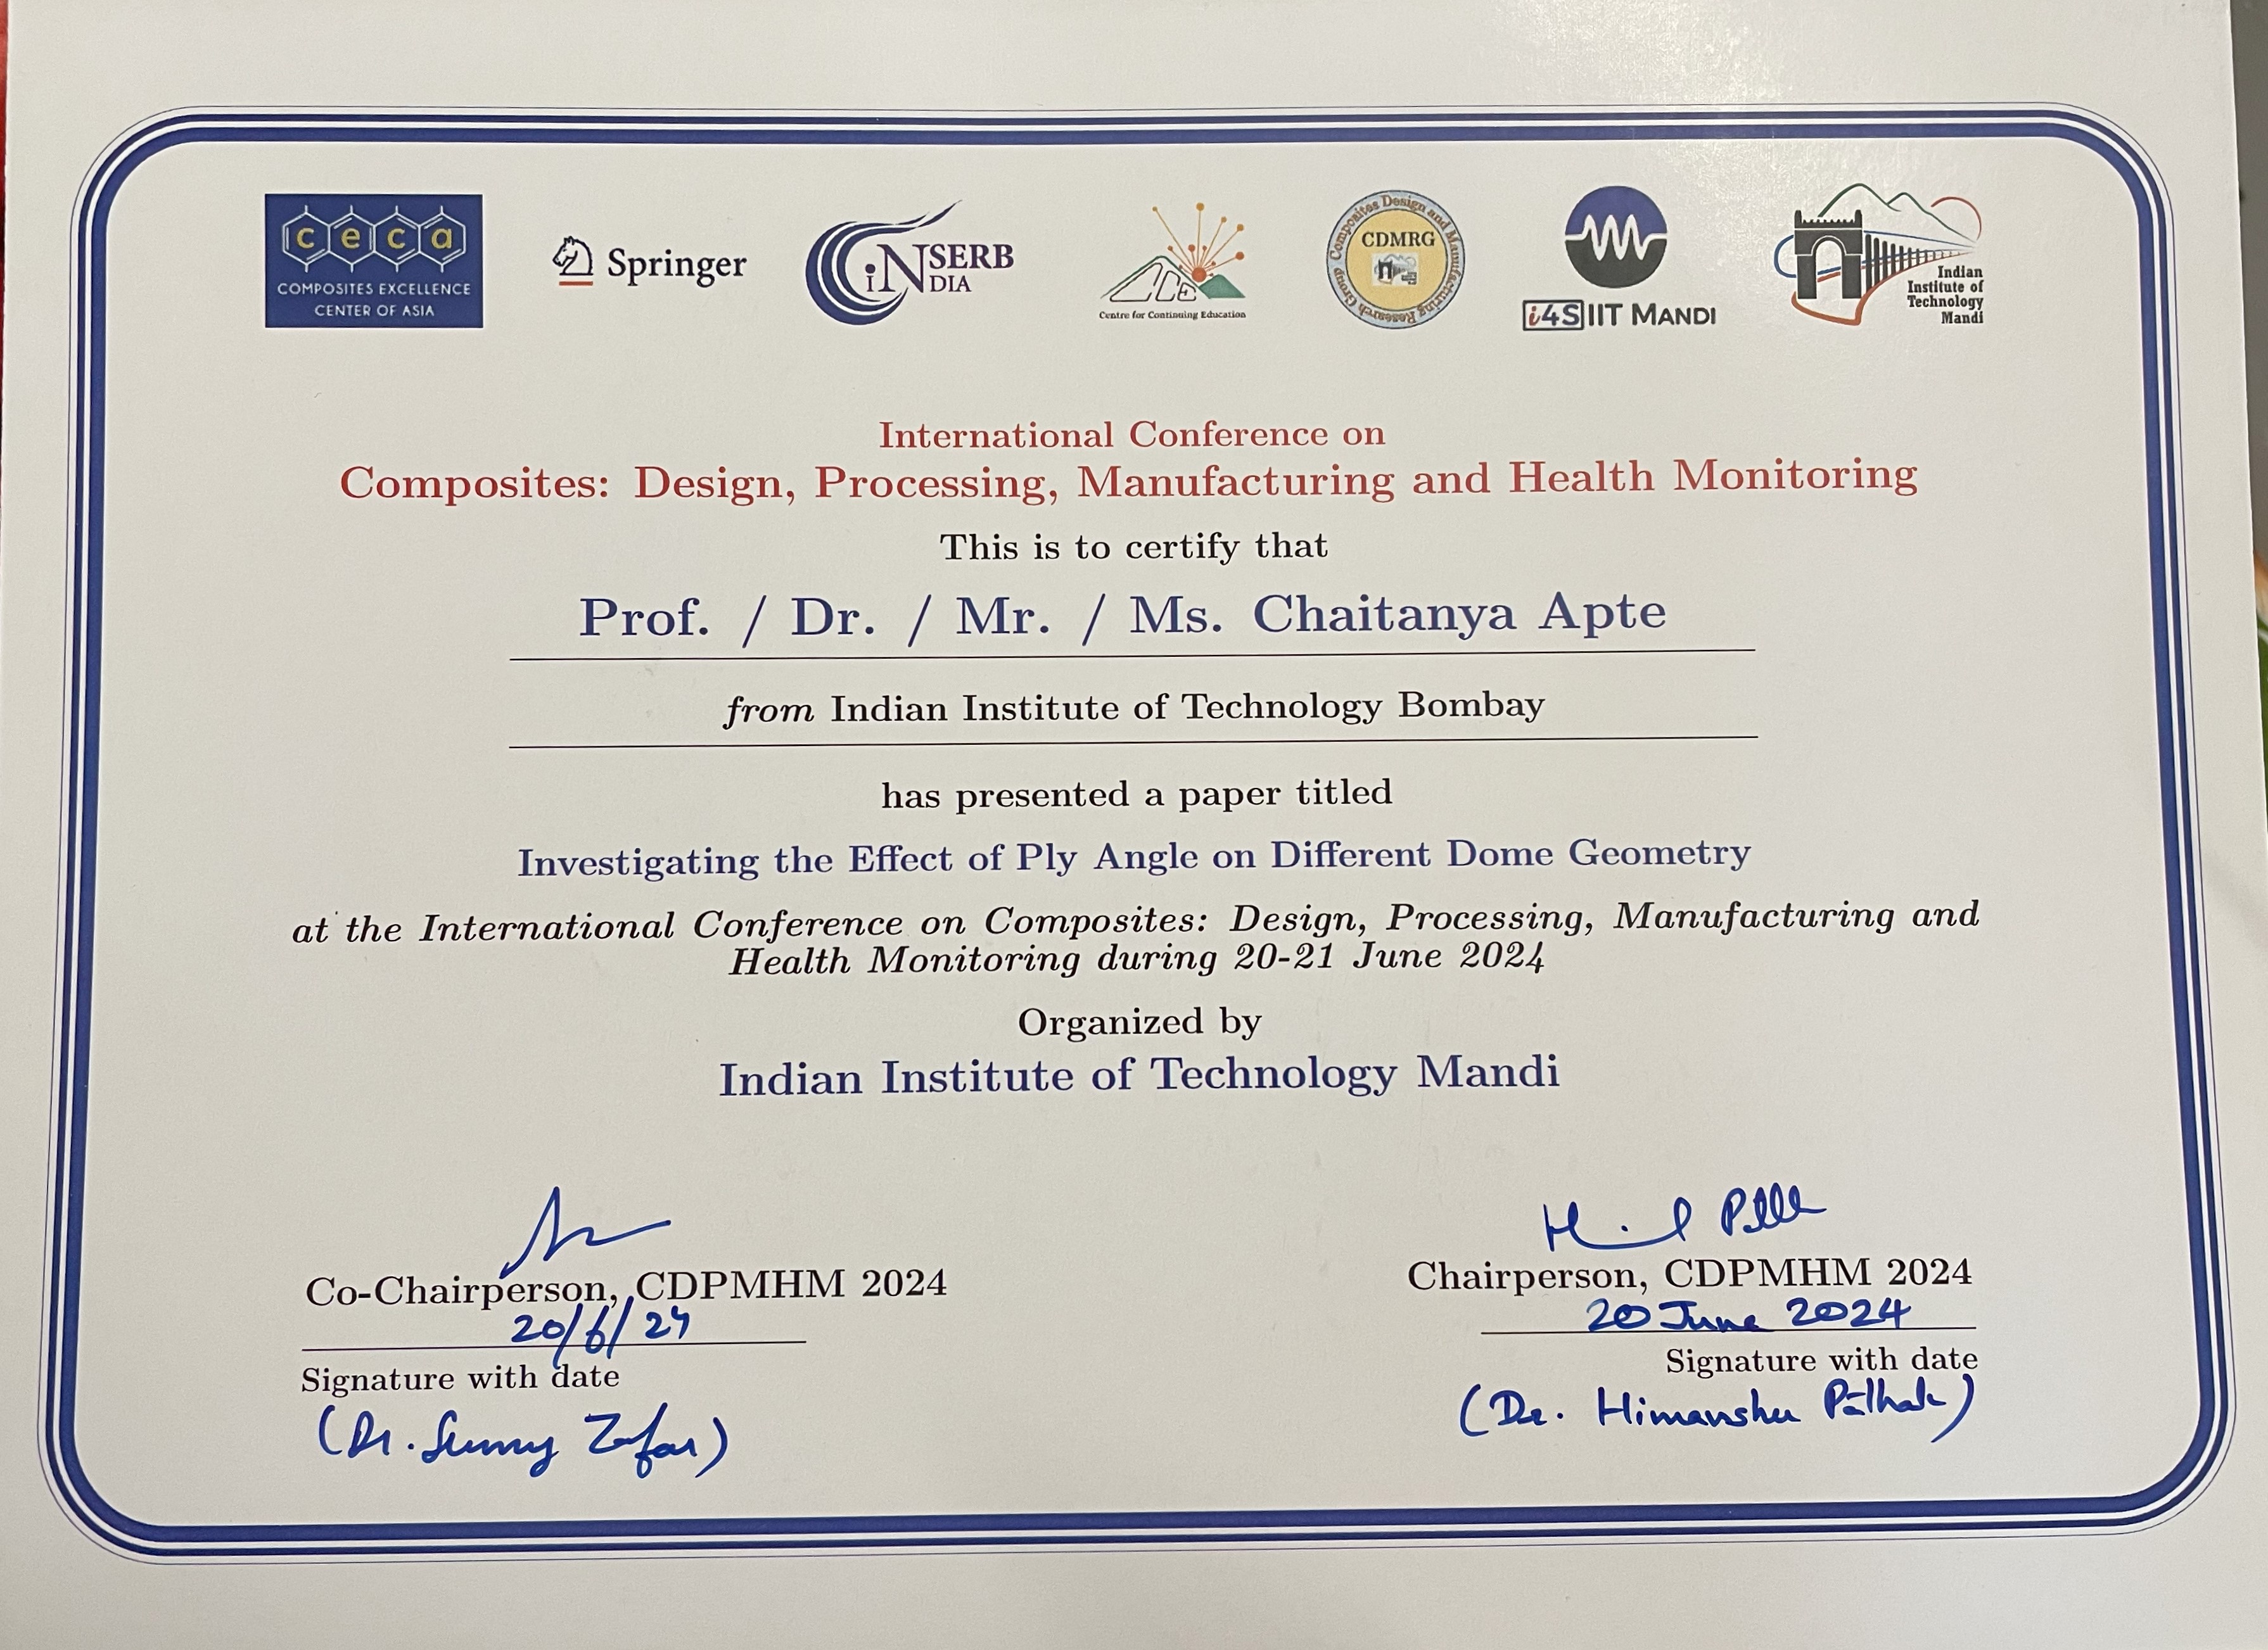 ceca
COMPOSITES EXCELLENCE
CENTER OF ASIA
Springer
iNSERB
DIA
CCE
Centre for Continuing Education
Composites Design and Manufacturing Research Group
CDMRG
i4S IIT MANDI
Indian
Institute of
Technology
Mandi
International Conference on
Composites: Design, Processing, Manufacturing and Health Monitoring
This is to certify that
Prof. / Dr. / Mr. / Ms. Chaitanya Apte
from Indian Institute of Technology Bombay
has presented a paper titled
Investigating the Effect of Ply Angle on Different Dome Geometry
at the International Conference on Composites: Design, Processing, Manufacturing and
Health Monitoring during 20-21 June 2024
Organized by
Indian Institute of Technology Mandi
Co-Chairperson, CDPMHM 2024
20/6/24
Signature with date
(Dr. Sunny Zafar)
Chairperson, CDPMHM 2024
20 June 2024
Signature with date
(Dr. Himanshu Pathak)